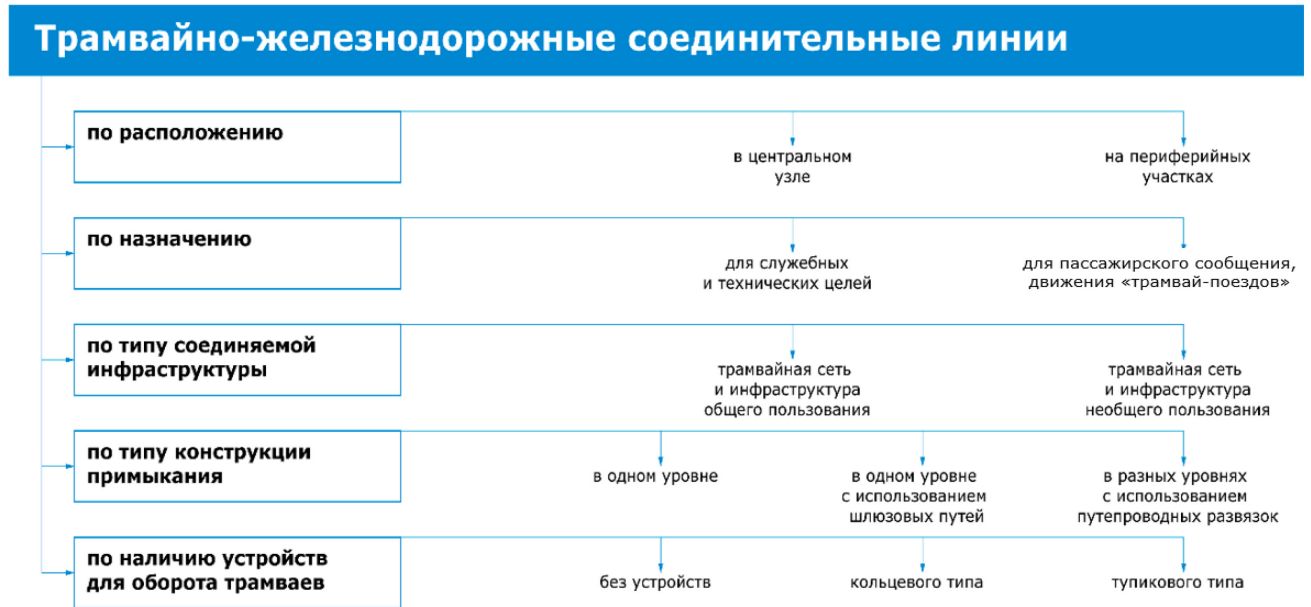 Трамвайно-железнодорожные соединительные линии
по расположению
в центральном
узле
на периферийных
участках
по назначению
для служебных
и технических целей
для пассажирского сообщения,
движения «трамвай-поездов»
по типу соединяемой
инфраструктуры
трамвайная сеть
и инфраструктура
общего пользования
трамвайная сеть
и инфраструктура
необщего пользования
по типу конструкции
примыкания
в одном уровне
в одном уровне
с использованием
шлюзовых путей
в разных уровнях
с использованием
путепроводных развязок
по наличию устройств
для оборота трамваев
без устройств
кольцевого типа
тупикового типа